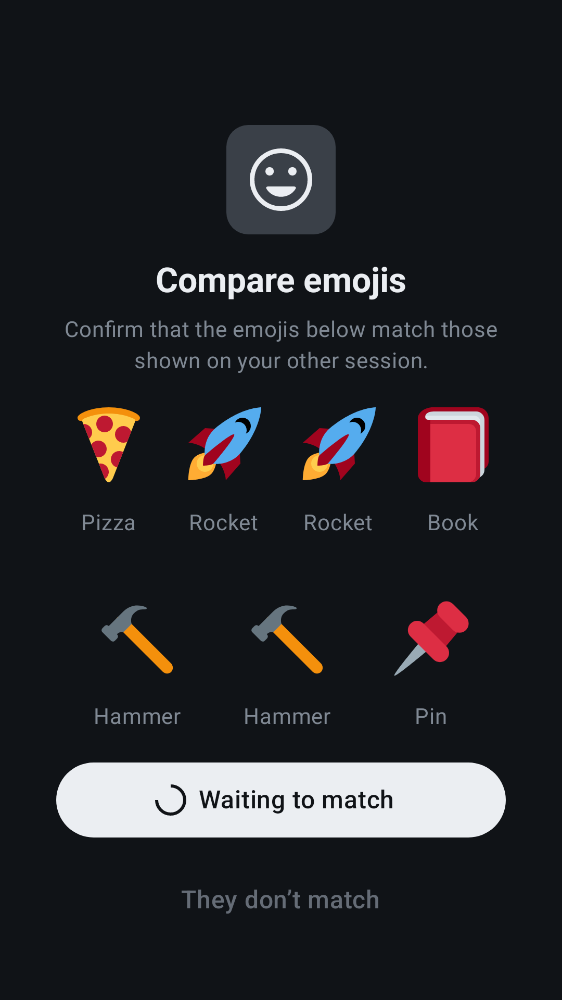 Compare emojis
Confirm that the emojis below match those
shown on your other session.
Pizza Rocket Rocket Book
Hammer Hammer Pin
Waiting to match
They don’t match